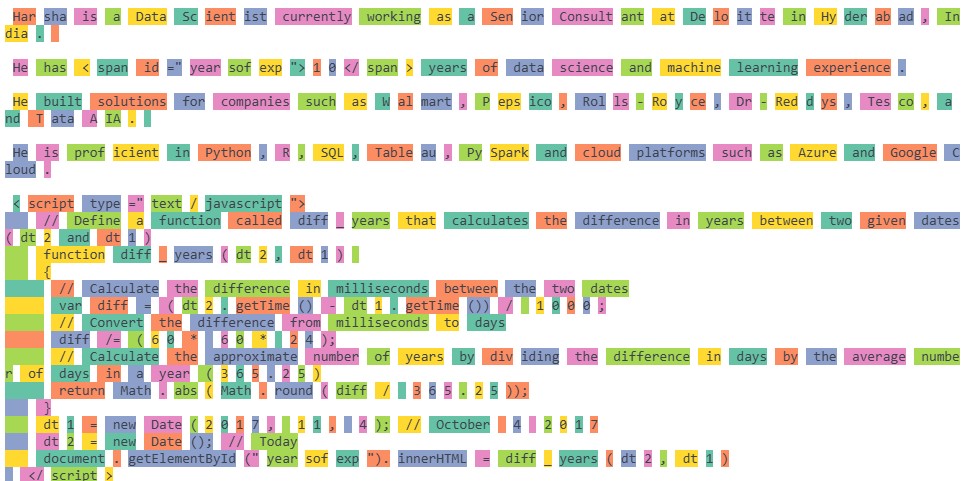 Harsha is a Data Scientist currently working as a Senior Consultant at Deloitte in Hyderabad, In
dia.
He has <span id="yearsofexp">10</span> years of data science and machine learning experience.
He built solutions for companies such as Walmart, Pepsico, Rolls-Royce, Dr-Reddys, Tesco, a
nd Tata AIA.
He is proficient in Python, R, SQL, Tableau, PySpark and cloud platforms such as Azure and Google C
loud.
<script type="text/javascript">
// Define a function called diff_years that calculates the difference in years between two given dates
(dt2 and dt1)
function diff_years(dt2, dt1)
{
// Calculate the difference in milliseconds between the two dates
var diff = (dt2.getTime() - dt1.getTime()) / 1000;
// Convert the difference from milliseconds to days
diff /= (60 * 60 * 24);
// Calculate the approximate number of years by dividing the difference in days by the average numbe
r of days in a year (365.25)
return Math.abs(Math.round(diff / 365.25));
}
dt1 = new Date(2017, 11, 4); // October 4 2017
dt2 = new Date(); // Today
document.getElementById("yearsofexp").innerHTML = diff_years(dt2, dt1)
</script>